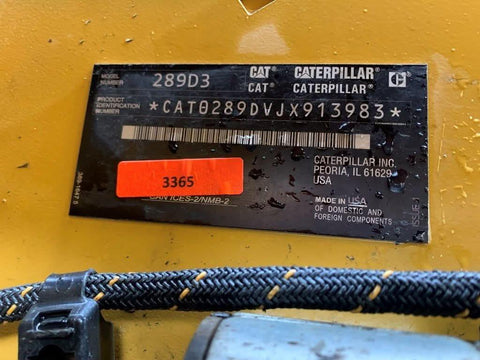 MODEL NUMBER 289D3 CAT CATERPILLAR
CAT CATERPILLAR
PRODUCT IDENTIFICATION NUMBER *CAT0289DVJX913983*
CATERPILLAR INC.
PEORIA, IL 61629
USA
3365
CAN ICES-2/NMB-2
MADE IN USA
OF DOMESTIC AND
FOREIGN COMPONENTS
ISSUE